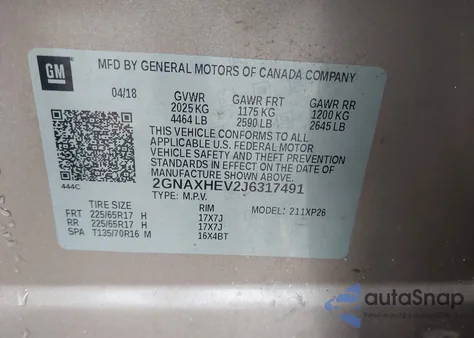 GM
MFD BY GENERAL MOTORS OF CANADA COMPANY
04/18 GVWR GAWR FRT GAWR RR
2025 KG 1175 KG 1200 KG
4464 LB 2590 LB 2645 LB
THIS VEHICLE CONFORMS TO ALL
APPLICABLE U.S. FEDERAL MOTOR
VEHICLE SAFETY, BUMPER, AND THEFT
PREVENTION STANDARDS IN EFFECT ON
THE DATE OF MANUFACTURE SHOWN ABOVE.
444C 2GNAXHEV2J6317491
TYPE: M.P.V. MODEL: 211XP26
TIRE SIZE RIM
FRT 225/65R17 H 17X7J
RR 225/65R17 H 17X7J
SPA T135/70R16 M 16X4BT
autoSnap